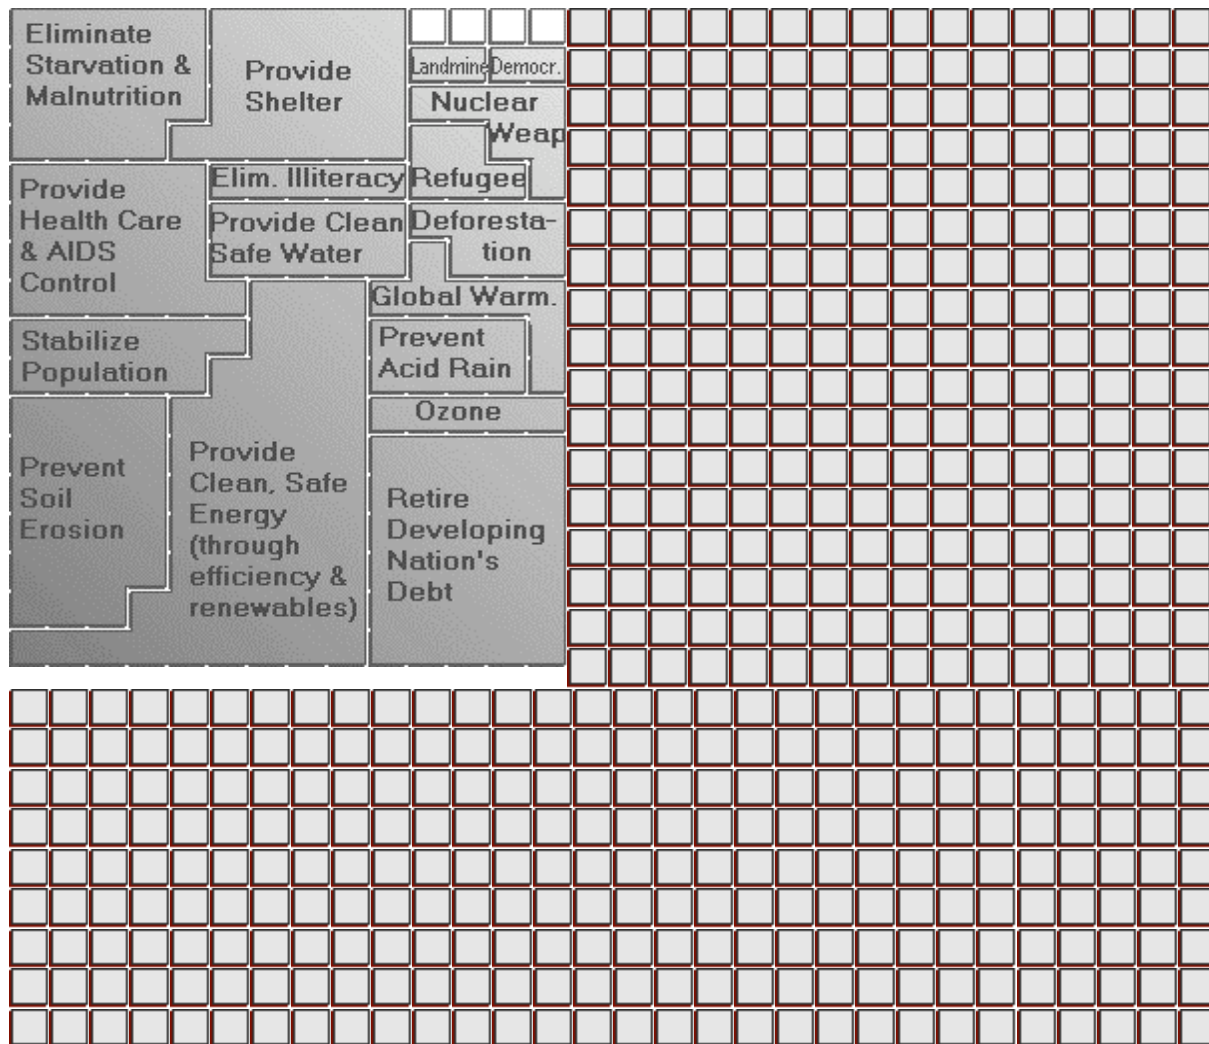 Eliminate
Starvation &
Malnutrition
Provide
Shelter
Landmine
Democr.
Nuclear
Weap
Provide
Health Care
& AIDS
Control
Elim. Illiteracy
Refugee
Provide Clean
Safe Water
Deforesta-
tion
Global Warm.
Stabilize
Population
Prevent
Acid Rain
Ozone
Prevent
Soil
Erosion
Provide
Clean, Safe
Energy
(through
efficiency &
renewables)
Retire
Developing
Nation's
Debt